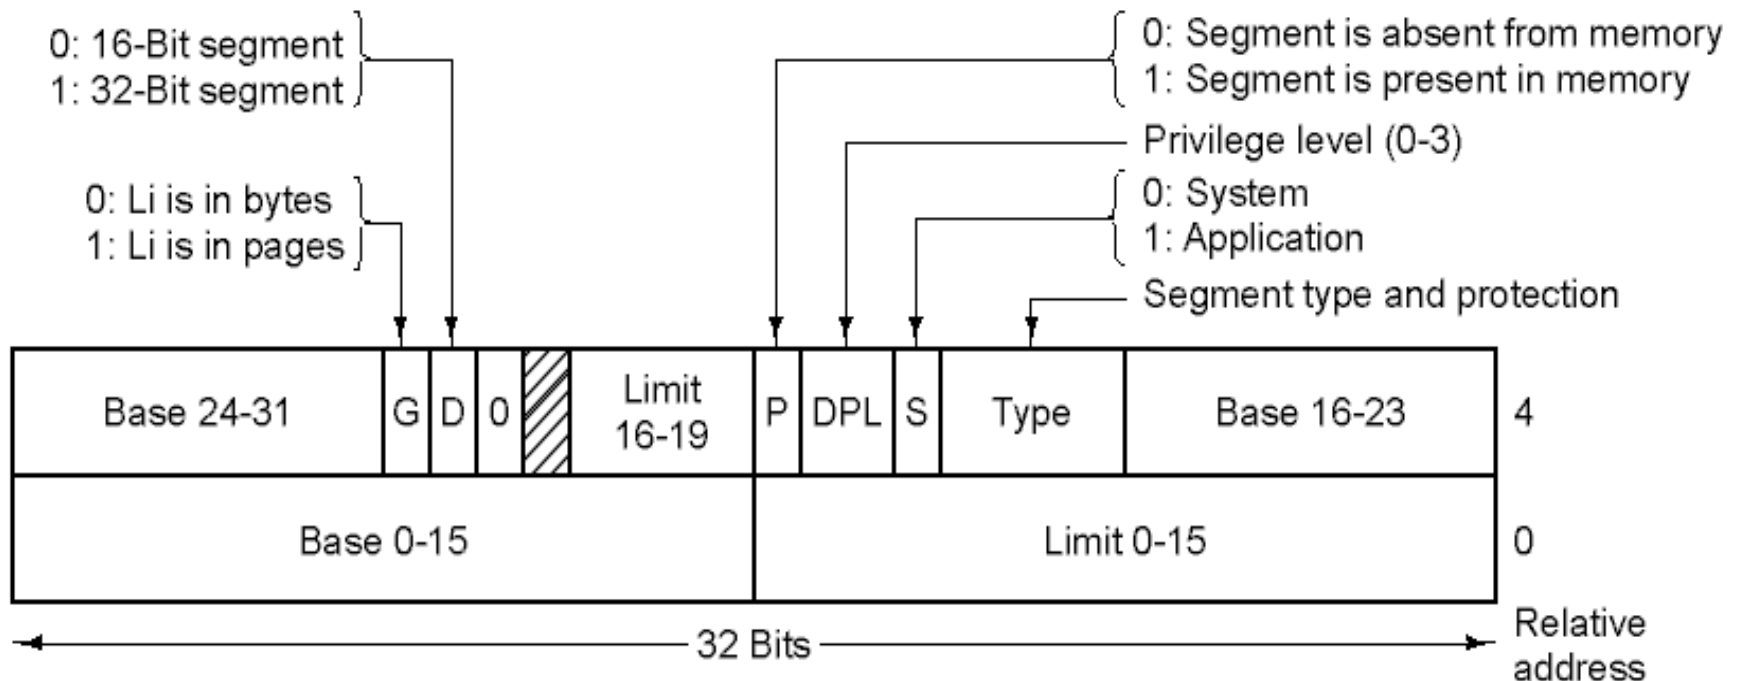 0: 16-Bit segment
1: 32-Bit segment
0: Li is in bytes
1: Li is in pages
0: Segment is absent from memory
1: Segment is present in memory
Privilege level (0-3)
0: System
1: Application
Segment type and protection
Base 24-31
G
D
0
Limit
16-19
P
DPL
S
Type
Base 16-23
4
Base 0-15
Limit 0-15
0
32 Bits
Relative
address